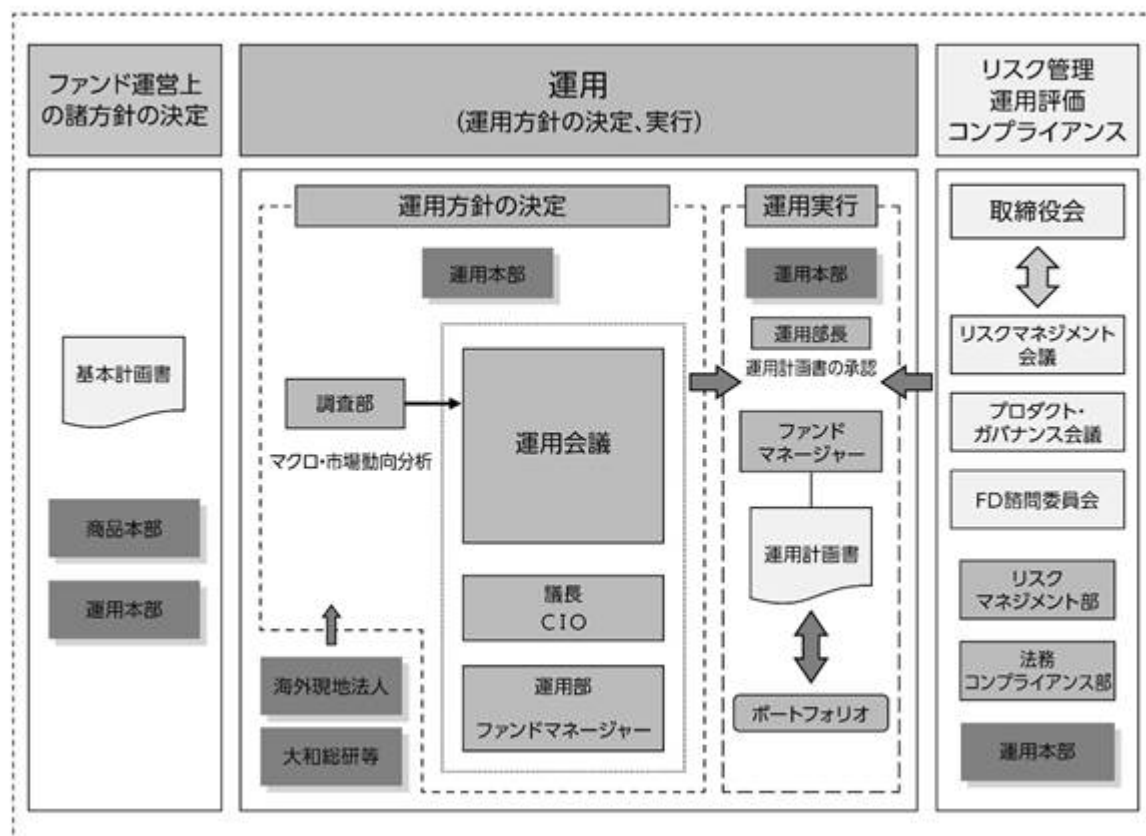 ファンド運営上
の諸方針の決定
運用
(運用方針の決定、実行)
リスク管理
運用評価
コンプライアンス
基本計画書
商品本部
運用本部
運用方針の決定
運用本部
調査部
マクロ・市場動向分析
運用会議
議長
CIO
運用部
ファンドマネージャー
海外現地法人
大和総研等
運用実行
運用本部
運用部長
運用計画書の承認
ファンド
マネージャー
運用計画書
ポートフォリオ
取締役会
リスクマネジメント
会議
プロダクト・
ガバナンス会議
FD諮問委員会
リスク
マネジメント部
法務
コンプライアンス部
運用本部